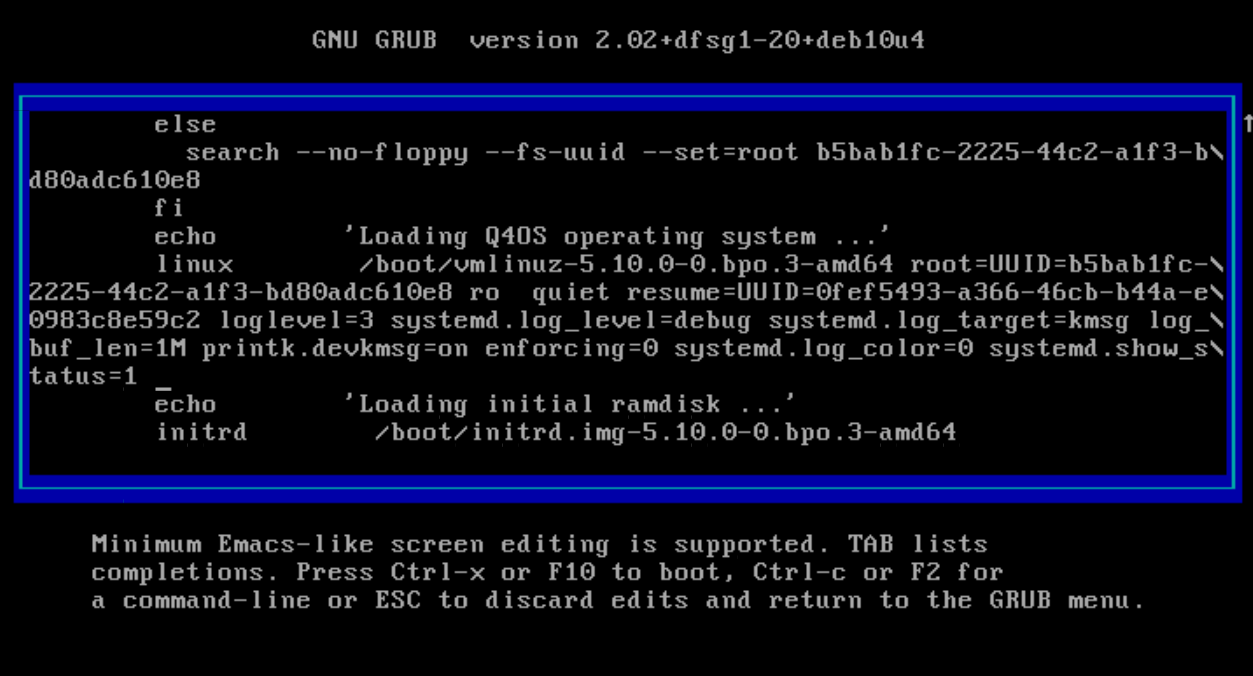 GNU GRUB  version 2.02+dfsg1-20+deb10u4
else
search --no-floppy --fs-uuid --set=root b5bab1fc-2225-44c2-a1f3-b\
d80adc610e8
fi
echo        'Loading Q4OS operating system ...'
linux        /boot/vmlinuz-5.10.0-0.bpo.3-amd64 root=UUID=b5bab1fc-\
2225-44c2-a1f3-bd80adc610e8 ro  quiet resume=UUID=0fef5493-a366-46cb-b44a-e\
0983c8e59c2 loglevel=3 systemd.log_level=debug systemd.log_target=kmsg log_\
buf_len=1M printk.devkmsg=on enforcing=0 systemd.log_color=0 systemd.show_s\
tatus=1 _
echo        'Loading initial ramdisk ...'
initrd        /boot/initrd.img-5.10.0-0.bpo.3-amd64
Minimum Emacs-like screen editing is supported. TAB lists
completions. Press Ctrl-x or F10 to boot, Ctrl-c or F2 for
a command-line or ESC to discard edits and return to the GRUB menu.